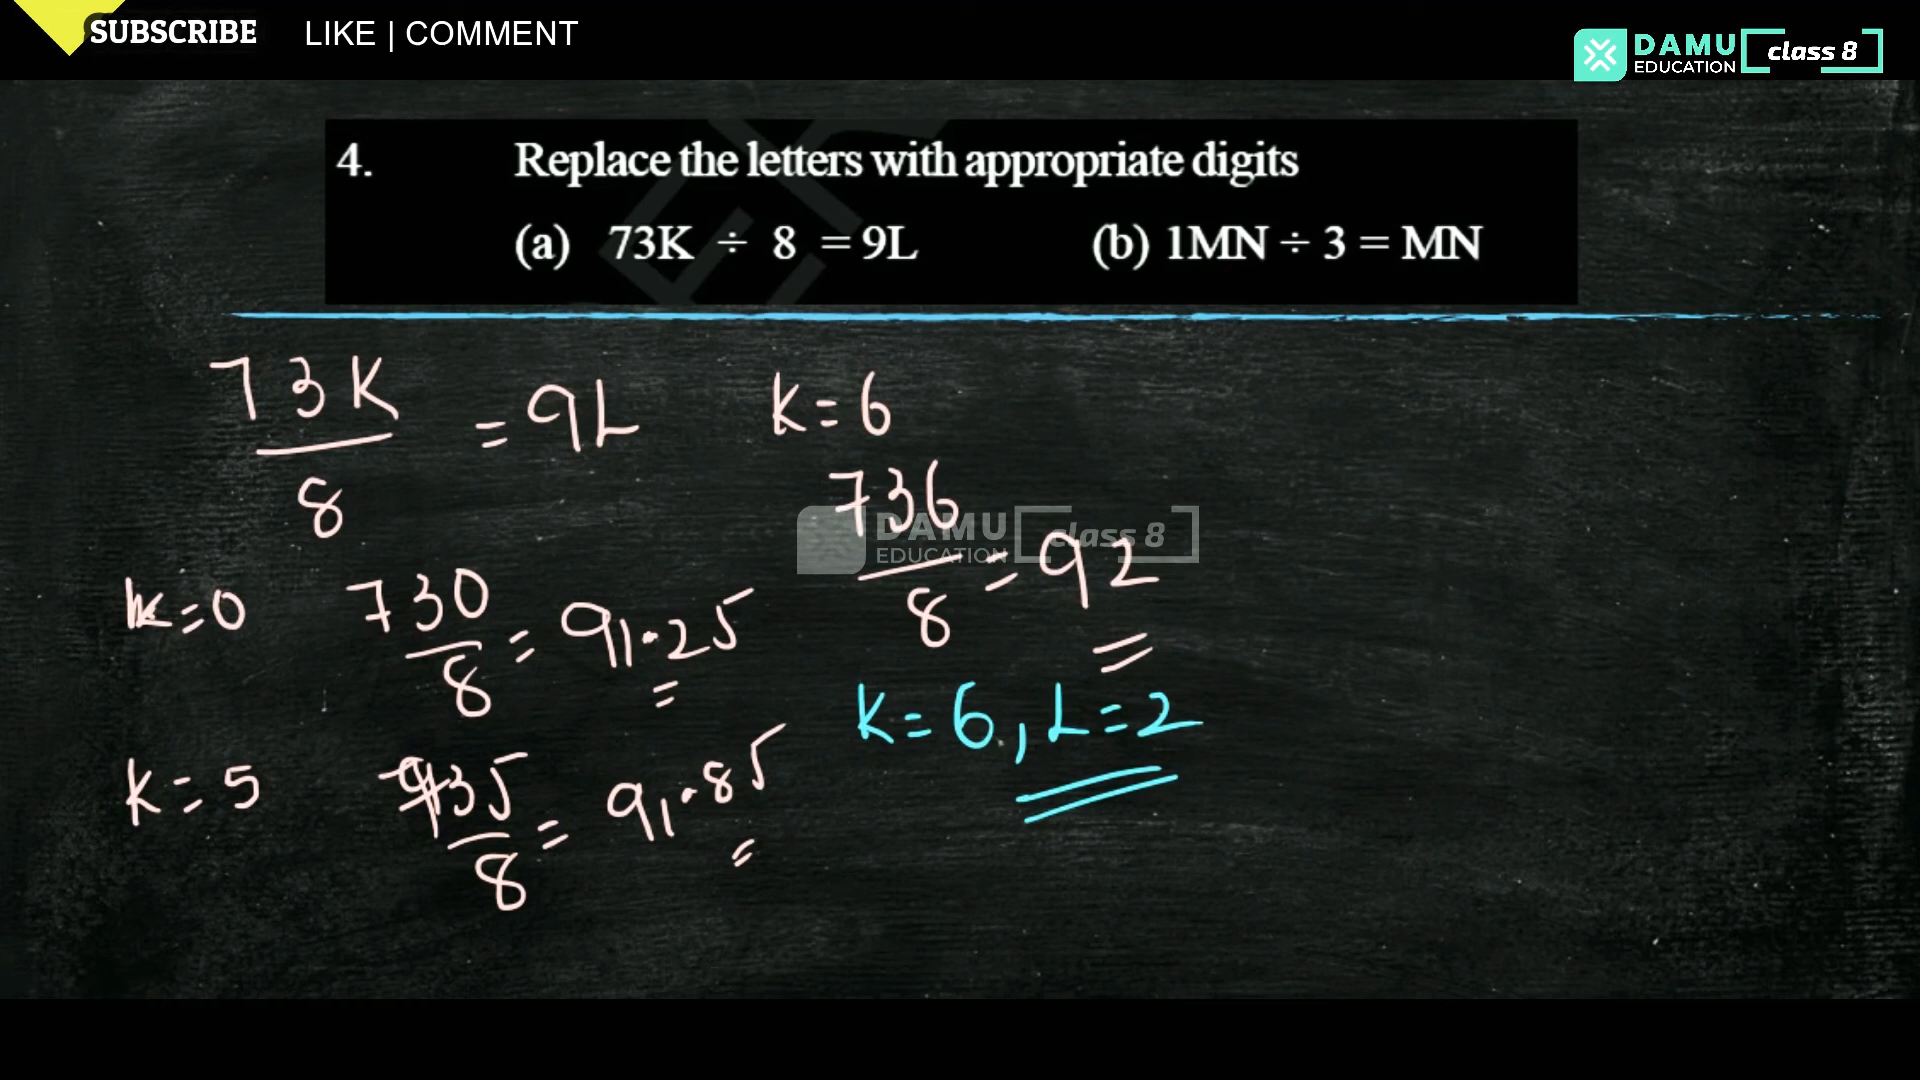 SUBSCRIBE LIKE | COMMENT
DAMU EDUCATION class 8
4. Replace the letters with appropriate digits
(a) 73K ÷ 8 = 9L (b) 1MN ÷ 3 = MN
73K/8 = 9L
K=0 730/8 = 91.25
K=5 735/8 = 91.85
K=6
736/8 = 92
K=6, L=2
DAMU EDUCATION class 8